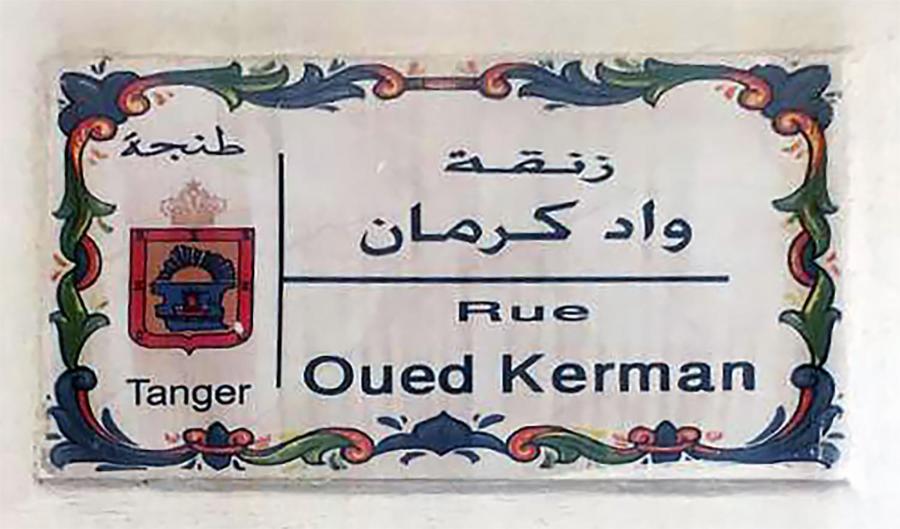 طنجة
Tanger
زنقة
واد كرمان
Rue
Oued Kerman